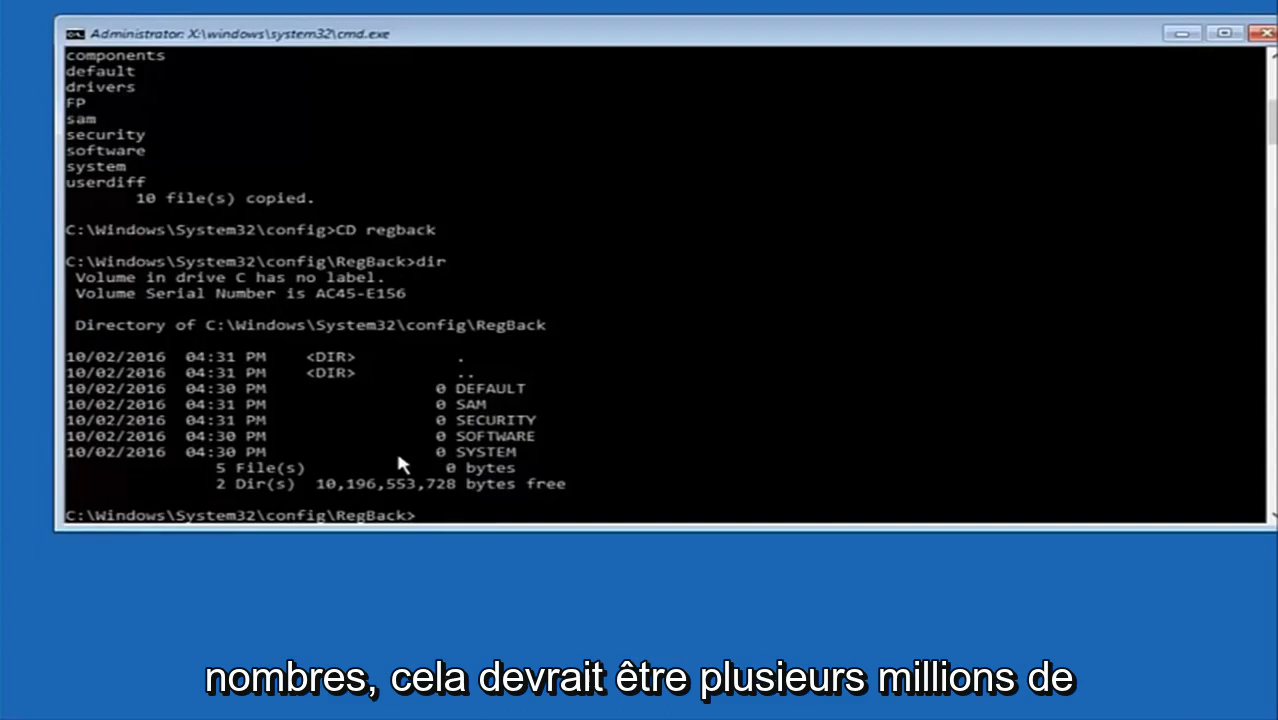 Administrator: X:\windows\system32\cmd.exe
components
default
drivers
FP
sam
security
software
system
userdiff
10 file(s) copied.
C:\Windows\System32\config>CD regback
C:\Windows\System32\config\RegBack>dir
Volume in drive C has no label.
Volume Serial Number is AC45-E156
Directory of C:\Windows\System32\config\RegBack
10/02/2016 04:31 PM <DIR> .
10/02/2016 04:31 PM <DIR> ..
10/02/2016 04:30 PM 0 DEFAULT
10/02/2016 04:31 PM 0 SAM
10/02/2016 04:31 PM 0 SECURITY
10/02/2016 04:30 PM 0 SOFTWARE
10/02/2016 04:30 PM 0 SYSTEM
5 File(s) 0 bytes
2 Dir(s) 10,196,553,728 bytes free
C:\Windows\System32\config\RegBack>
nombres, cela devrait être plusieurs millions de